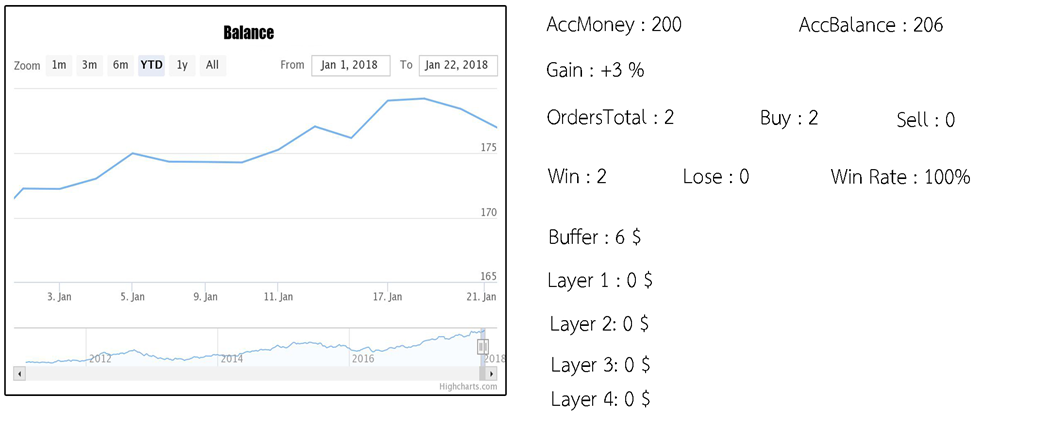 Balance
Zoom 1m 3m 6m YTD 1y All From Jan 1, 2018 To Jan 22, 2018
175
170
165
3. Jan 5. Jan 9. Jan 11. Jan 17. Jan 21. Jan
2012 2014 2016 2018
Highcharts.com
AccMoney : 200 AccBalance : 206
Gain : +3 %
OrdersTotal : 2 Buy : 2 Sell : 0
Win : 2 Lose : 0 Win Rate : 100%
Buffer : 6 $
Layer 1 : 0 $
Layer 2: 0 $
Layer 3: 0 $
Layer 4: 0 $